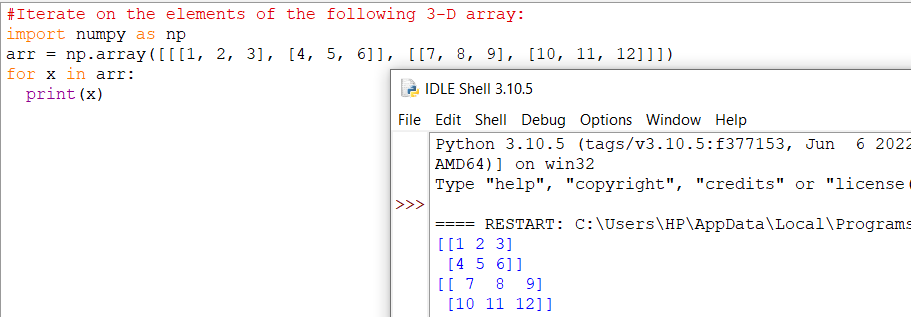 #Iterate on the elements of the following 3-D array:
import numpy as np
arr = np.array([[[1, 2, 3], [4, 5, 6]], [[7, 8, 9], [10, 11, 12]]])
for x in arr:
  print(x)
IDLE Shell 3.10.5
File Edit Shell Debug Options Window Help
Python 3.10.5 (tags/v3.10.5:f377153, Jun  6 2022
AMD64)] on win32
Type "help", "copyright", "credits" or "license(
>>>
==== RESTART: C:\Users\HP\AppData\Local\Programs
[[1 2 3]
 [4 5 6]]
[[ 7  8  9]
 [10 11 12]]